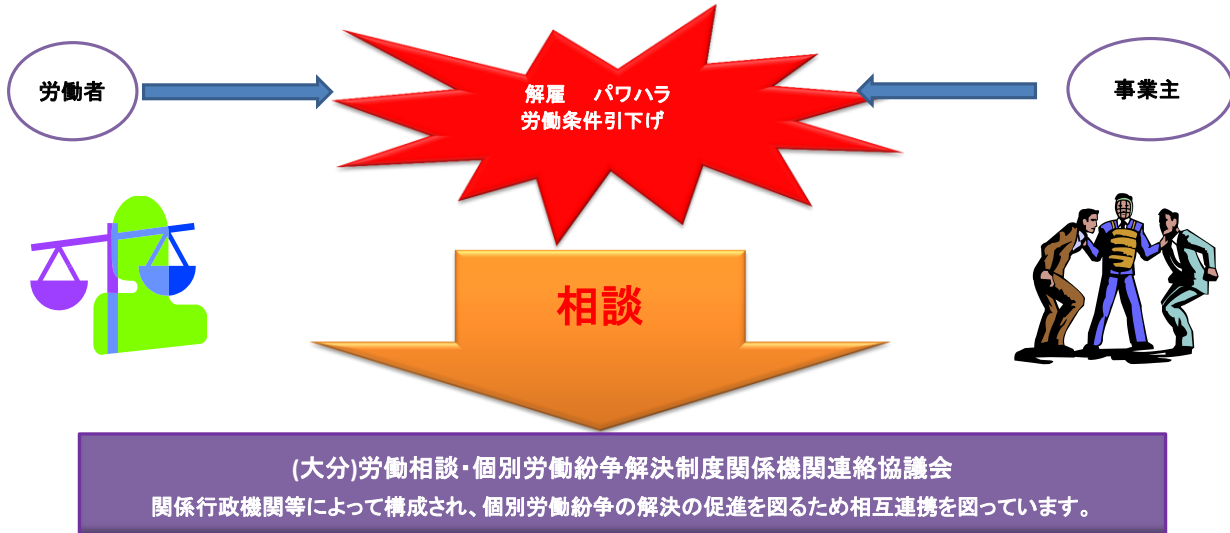 労働者
解雇　パワハラ
労働条件引下げ
事業主
相談
(大分)労働相談・個別労働紛争解決制度関係機関連絡協議会
関係行政機関等によって構成され、個別労働紛争の解決の促進を図るため相互連携を図っています。